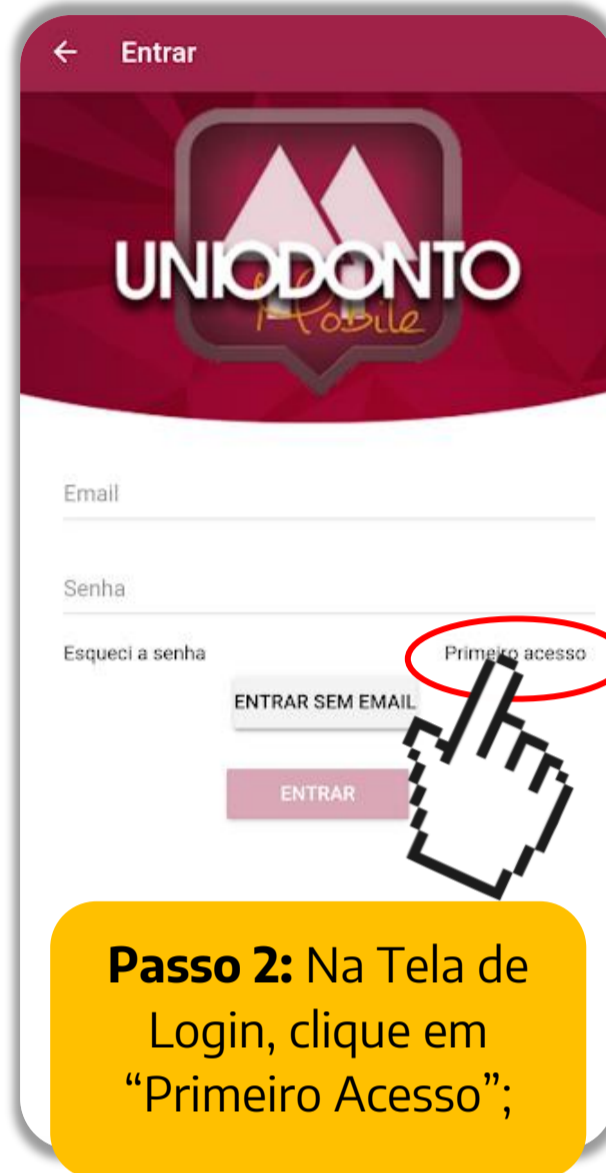 Entrar
UNIODONTO
Mobile
Email
Senha
Esqueci a senha
Primeiro acesso
ENTRAR SEM EMAIL
ENTRAR
Passo 2: Na Tela de
Login, clique em
“Primeiro Acesso”;